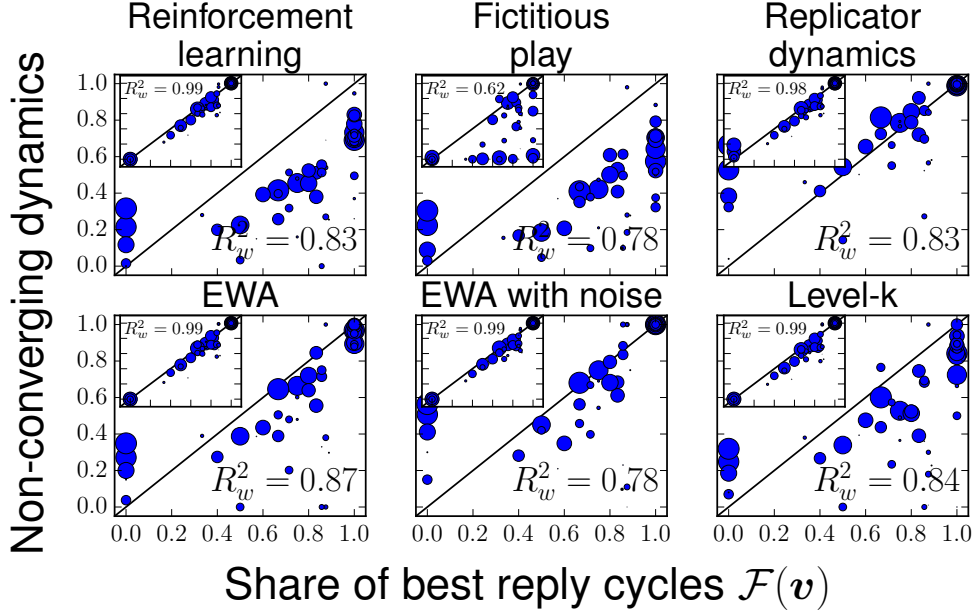 Reinforcement learning
Fictitious play
Replicator dynamics
Non-converging dynamics
1.0
0.8
0.6
0.4
0.2
0.0
R²_w = 0.99
R²_w = 0.83
R²_w = 0.62
R²_w = 0.78
R²_w = 0.98
R²_w = 0.83
EWA
EWA with noise
Level-k
1.0
0.8
0.6
0.4
0.2
0.0
R²_w = 0.99
R²_w = 0.87
R²_w = 0.99
R²_w = 0.78
R²_w = 0.99
R²_w = 0.84
0.0 0.2 0.4 0.6 0.8 1.0
0.0 0.2 0.4 0.6 0.8 1.0
0.0 0.2 0.4 0.6 0.8 1.0
Share of best reply cycles 𝓕(𝒗)